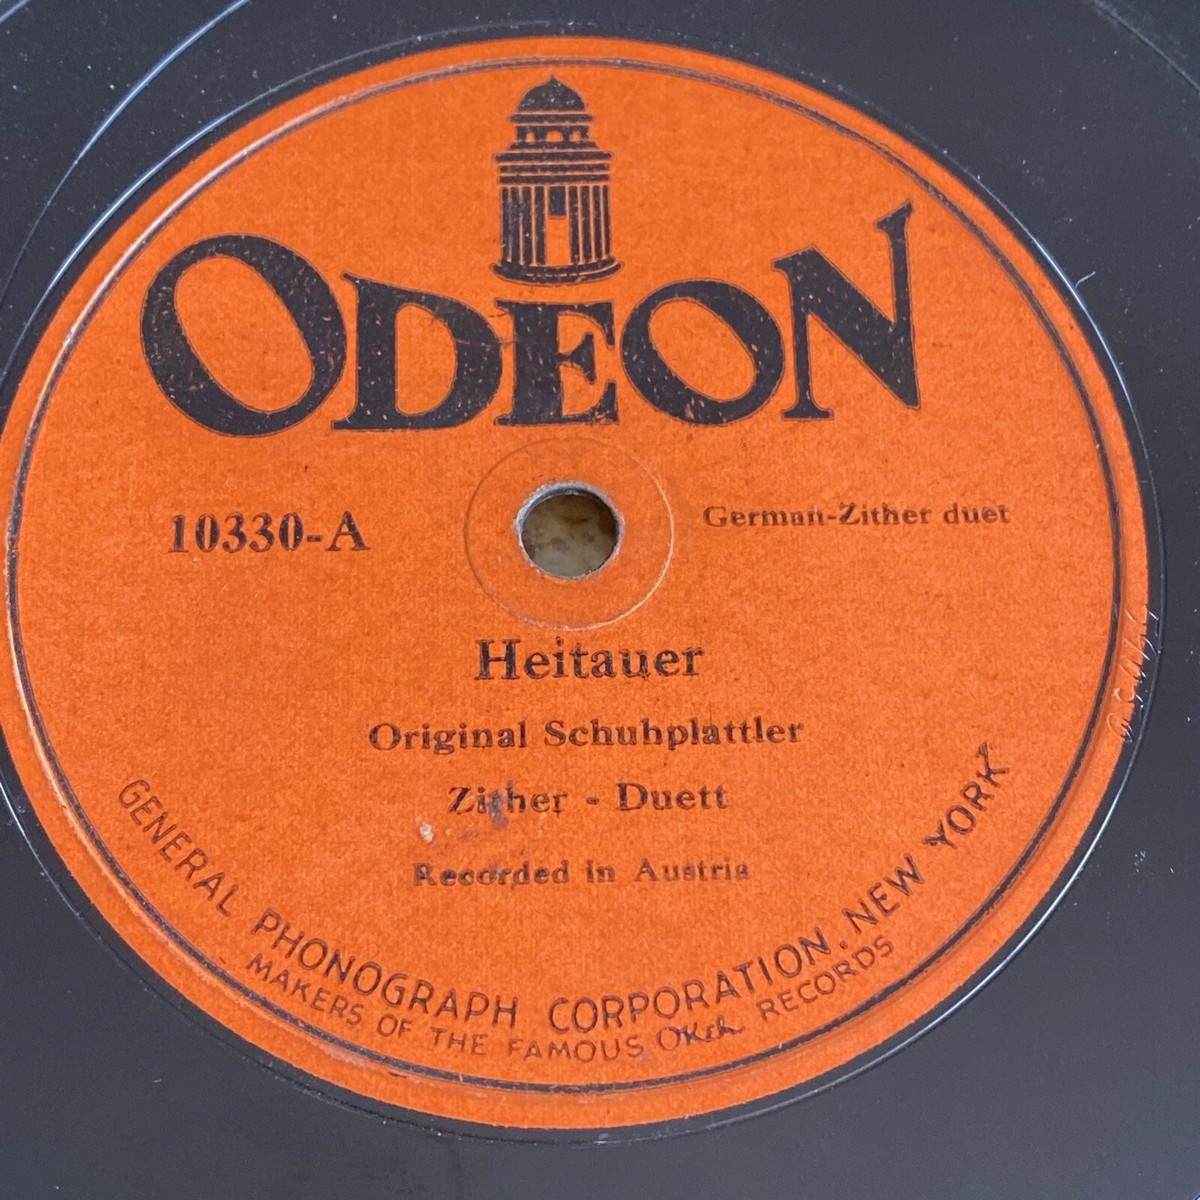 ODEON
10330-A
German-Zither duet
Heitauer
Original Schuhplattler
Zither - Duett
Recorded in Austria
GENERAL PHONOGRAPH CORPORATION. NEW YORK
MAKERS OF THE FAMOUS OKeh RECORDS